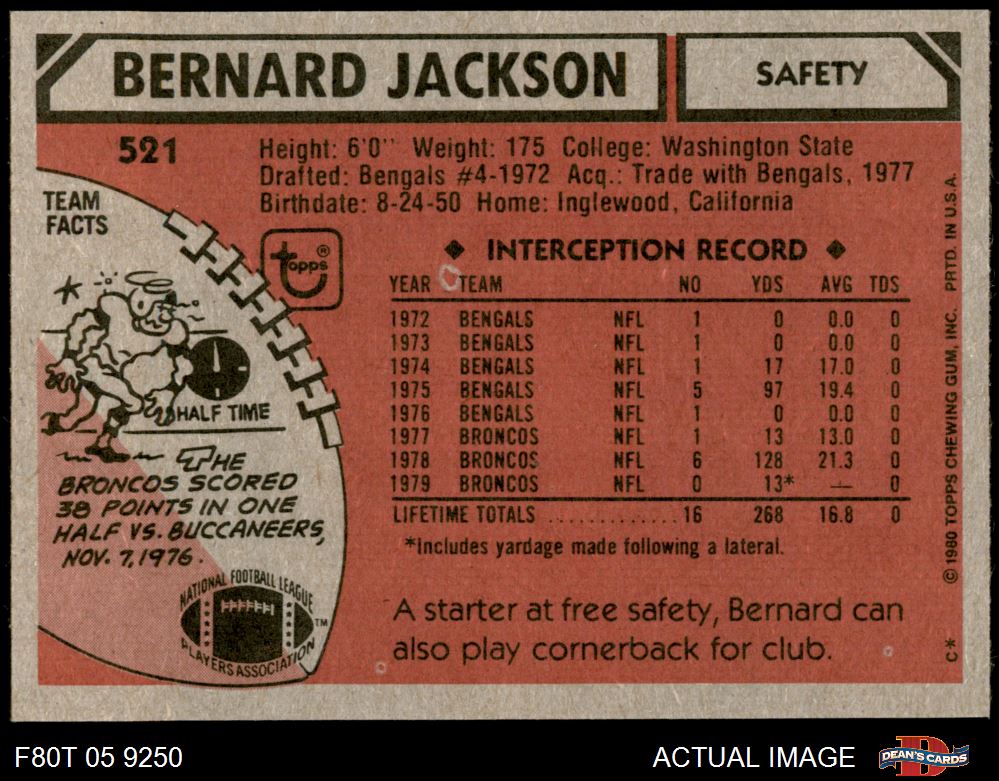 BERNARD JACKSON
SAFETY
521
Height: 6'0" Weight: 175 College: Washington State
Drafted: Bengals #4-1972 Acq.: Trade with Bengals, 1977
Birthdate: 8-24-50 Home: Inglewood, California
TEAM
FACTS
topps®
HALF TIME
THE
BRONCOS SCORED
38 POINTS IN ONE
HALF VS. BUCCANEERS,
NOV. 7, 1976.
NATIONAL FOOTBALL LEAGUE
PLAYERS ASSOCIATION
TM
◆ INTERCEPTION RECORD ◆
YEAR TEAM NO YDS AVG TDS
1972 BENGALS NFL 1 0 0.0 0
1973 BENGALS NFL 1 0 0.0 0
1974 BENGALS NFL 1 17 17.0 0
1975 BENGALS NFL 5 97 19.4 0
1976 BENGALS NFL 1 0 0.0 0
1977 BRONCOS NFL 1 13 13.0 0
1978 BRONCOS NFL 6 128 21.3 0
1979 BRONCOS NFL 0 13* — 0
LIFETIME TOTALS ............. 16 268 16.8 0
*Includes yardage made following a lateral.
A starter at free safety, Bernard can
also play cornerback for club.
C* © 1980 TOPPS CHEWING GUM, INC. PRTD. IN U.S.A.
F80T 05 9250
ACTUAL IMAGE
DEAN'S CARDS